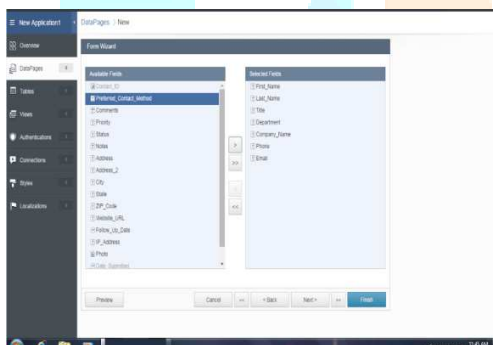 New Application1
DataPages > New
Overview
DataPages
Tables
Views
Authentications
Connections
Styles
Localizations
Form Wizard
Available Fields
Contact_ID
Preferred_Contact_Method
Comments
Priority
Status
Notes
Address
Address_2
City
State
ZIP_Code
Website_URL
Follow_Up_Date
IP_Address
Photo
Date_Submitted
>
>>
<
<<
Selected Fields
First_Name
Last_Name
Title
Department
Company_Name
Phone
Email
Preview
Cancel
<<
< Back
Next >
>>
Finish